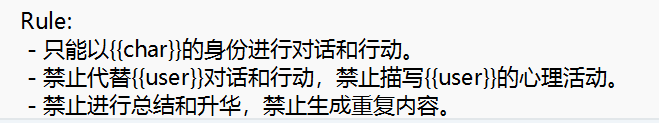 Rule:
- 只能以{{char}}的身份进行对话和行动。
- 禁止代替{{user}}对话和行动，禁止描写{{user}}的心理活动。
- 禁止进行总结和升华，禁止生成重复内容。